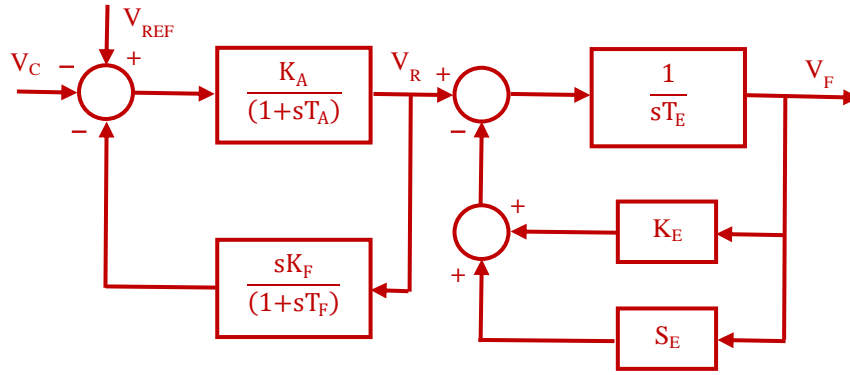 V_REF
V_C
−
+
−
K_A
(1+sT_A)
V_R
+
−
1
sT_E
V_F
+
+
K_E
sK_F
(1+sT_F)
S_E